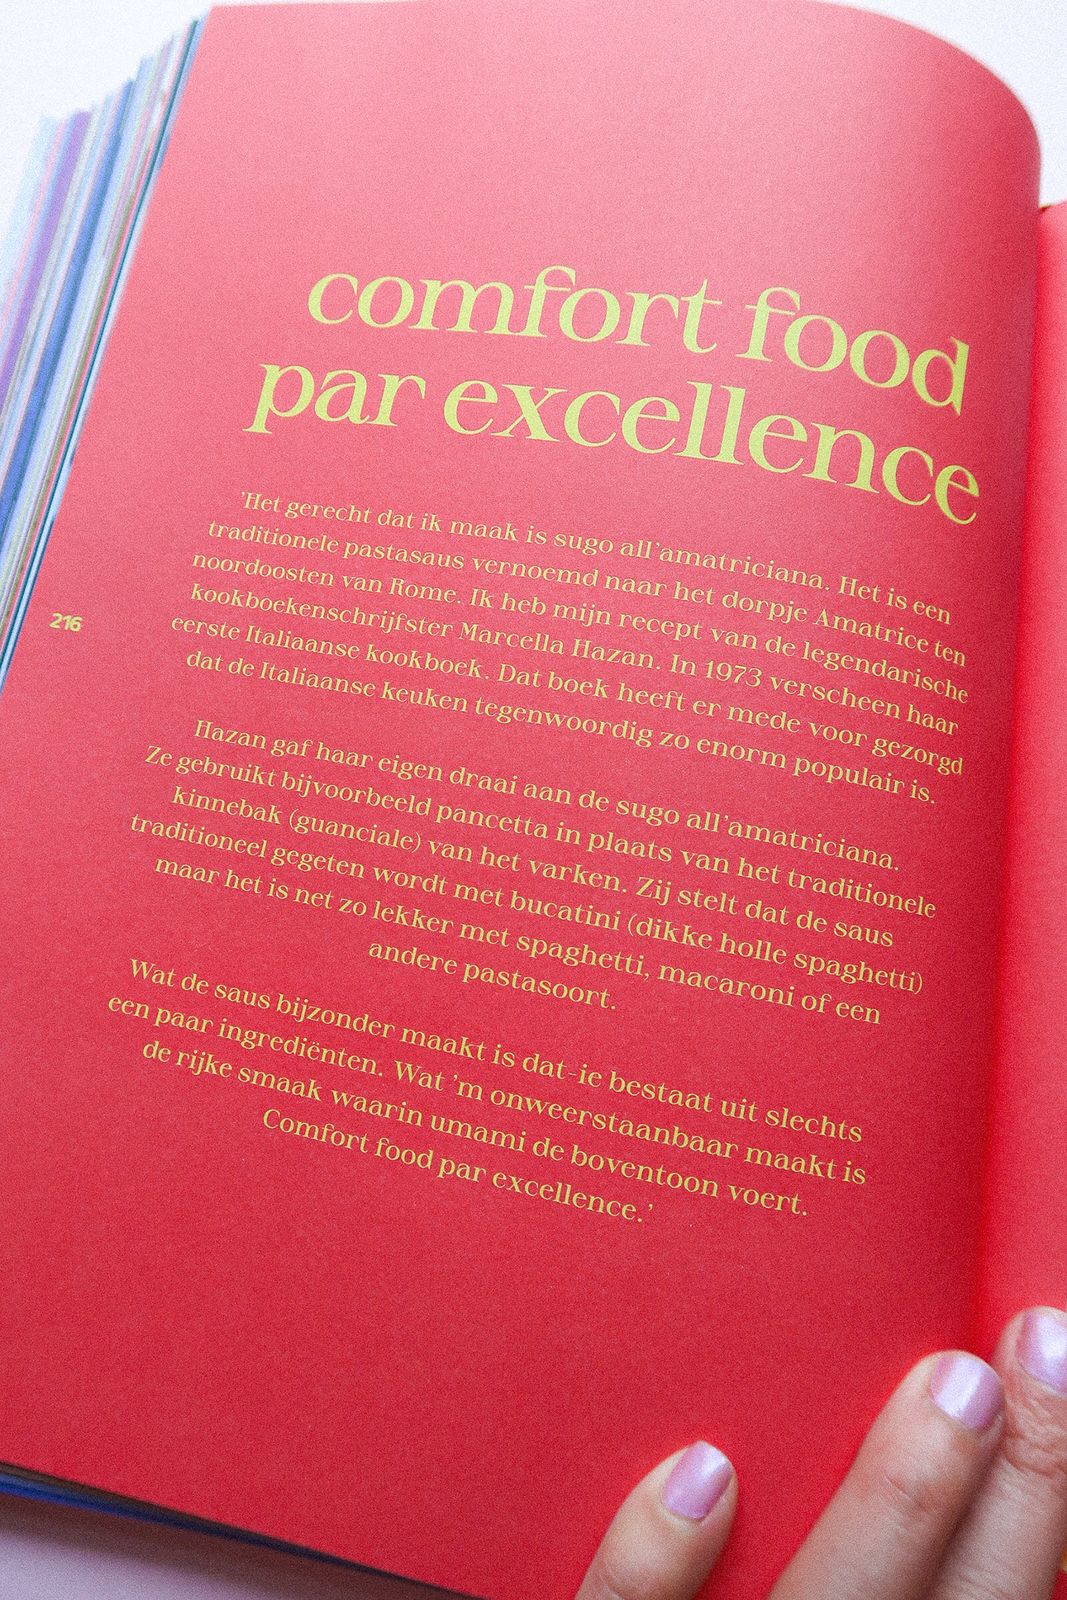 comfort food
par excellence
'Het gerecht dat ik maak is sugo all'amatriciana. Het is een
traditionele pastasaus vernoemd naar het dorpje Amatrice ten
noordoosten van Rome. Ik heb mijn recept van de legendarische
kookboekenschrijfster Marcella Hazan. In 1973 verscheen haar
eerste Italiaanse kookboek. Dat boek heeft er mede voor gezorgd
dat de Italiaanse keuken tegenwoordig zo enorm populair is.
216
Hazan gaf haar eigen draai aan de sugo all'amatriciana.
Ze gebruikt bijvoorbeeld pancetta in plaats van het traditionele
kinnebak (guanciale) van het varken. Zij stelt dat de saus
traditioneel gegeten wordt met bucatini (dikke holle spaghetti)
maar het is net zo lekker met spaghetti, macaroni of een
andere pastasoort.
Wat de saus bijzonder maakt is dat-ie bestaat uit slechts
een paar ingrediënten. Wat 'm onweerstaanbaar maakt is
de rijke smaak waarin umami de boventoon voert.
Comfort food par excellence.'